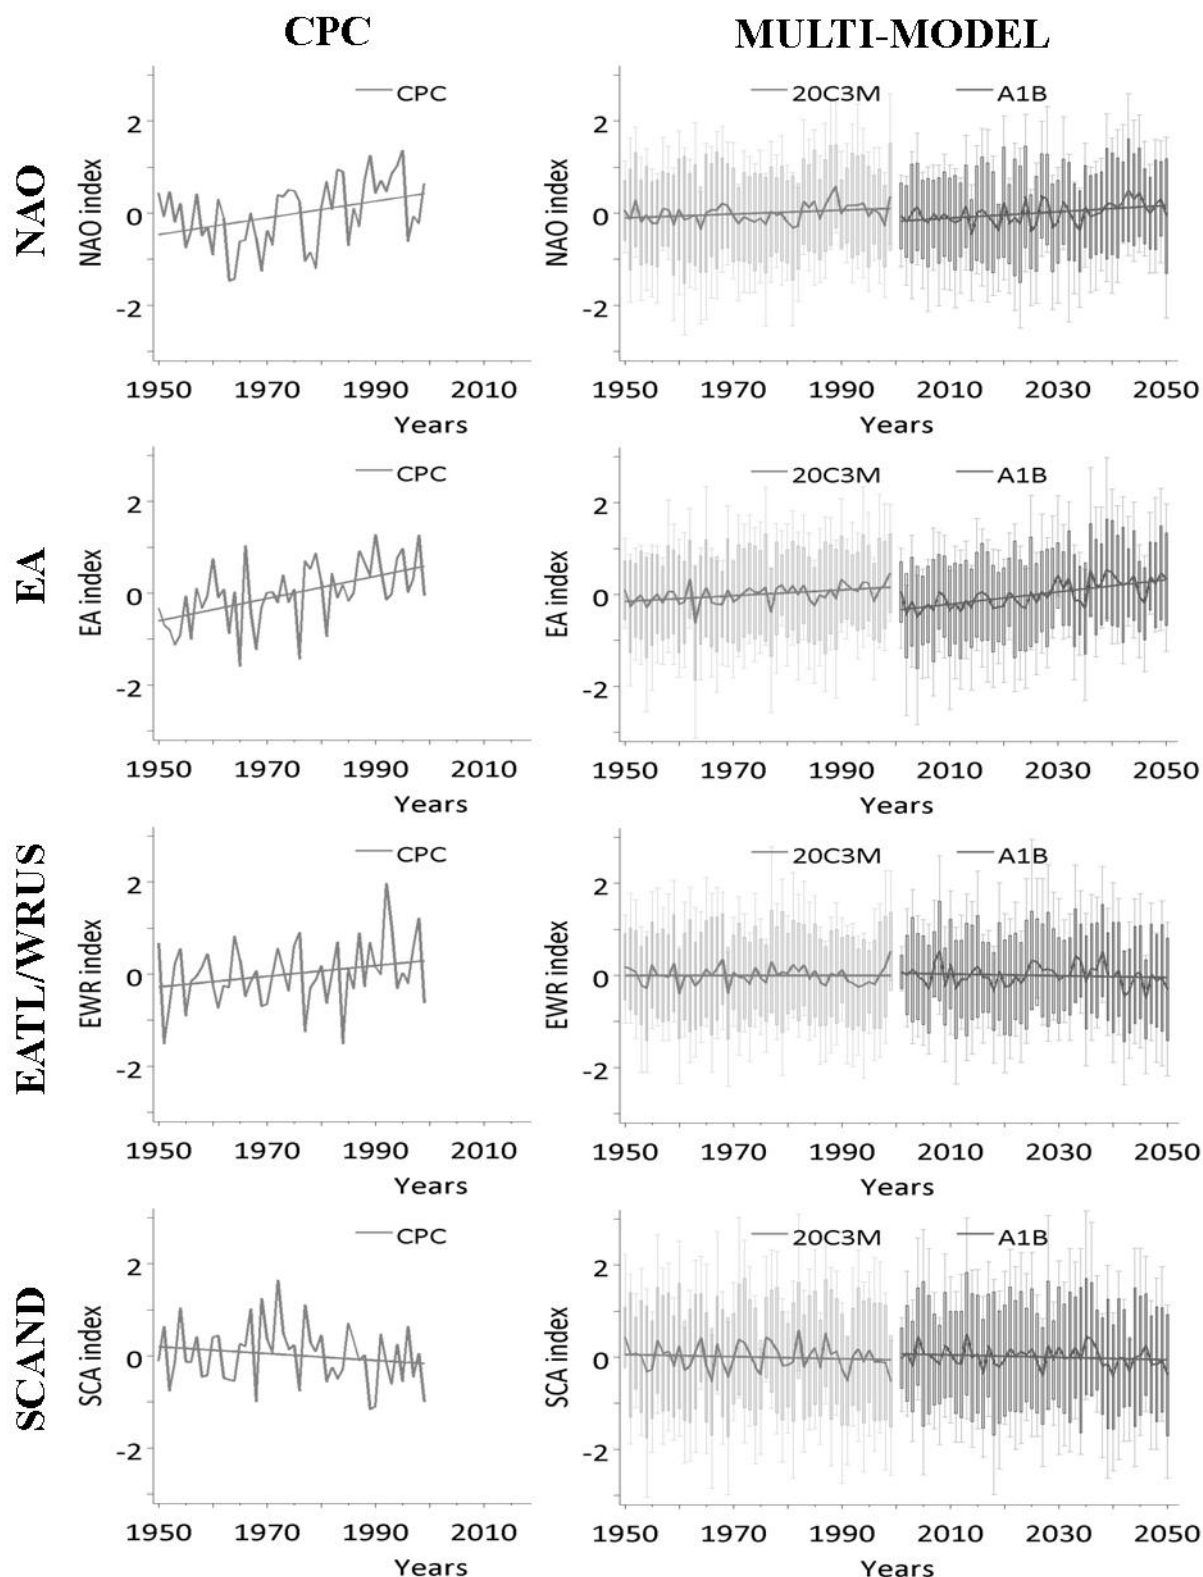 CPC MULTI-MODEL
NAO
CPC
NAO index
2
0
-2
1950 1970 1990 2010
Years
20C3M A1B
NAO index
2
0
-2
1950 1970 1990 2010 2030 2050
Years
EA
CPC
EA index
2
0
-2
1950 1970 1990 2010
Years
20C3M A1B
EA index
2
0
-2
1950 1970 1990 2010 2030 2050
Years
EATL/WRUS
CPC
EWR index
2
0
-2
1950 1970 1990 2010
Years
20C3M A1B
EWR index
2
0
-2
1950 1970 1990 2010 2030 2050
Years
SCAND
CPC
SCA index
2
0
-2
1950 1970 1990 2010
Years
20C3M A1B
SCA index
2
0
-2
1950 1970 1990 2010 2030 2050
Years